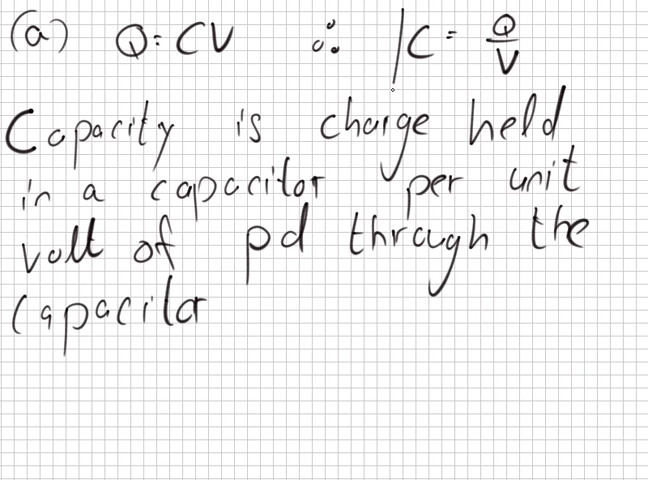 (a) Q = CV ∴ C = Q/V
Capacity is charge held
in a capacitor per unit
volt of pd through the
capacitor